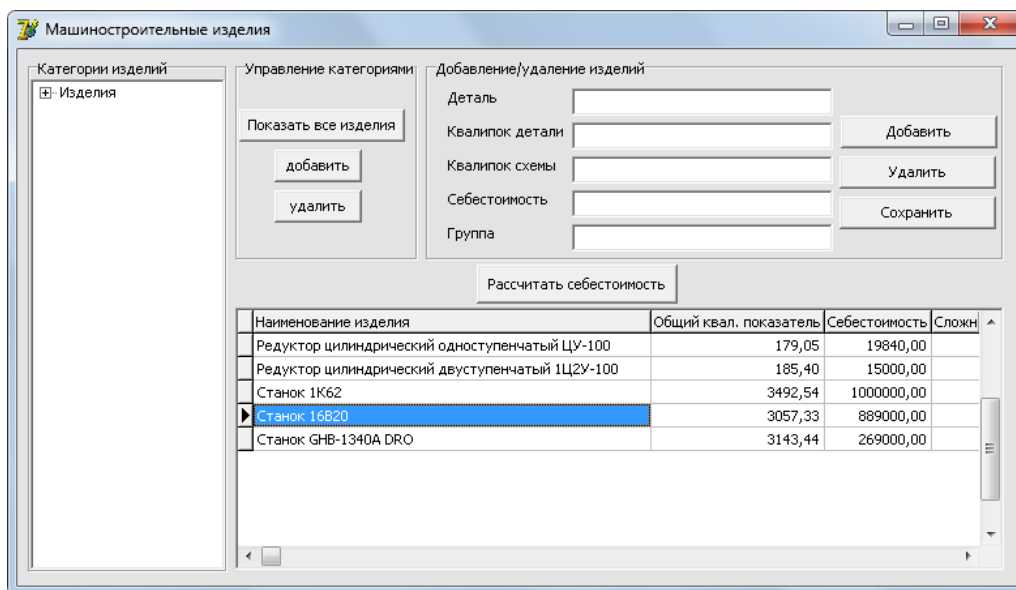 Машиностроительные изделия
Категории изделий
Изделия
Управление категориями
Показать все изделия
добавить
удалить
Добавление/удаление изделий
Деталь
Квалипок детали
Квалипок схемы
Себестоимость
Группа
Добавить
Удалить
Сохранить
Рассчитать себестоимость
Наименование изделия Общий квал. показатель Себестоимость Сложн
Редуктор цилиндрический одноступенчатый ЦУ-100 179,05 19840,00
Редуктор цилиндрический двуступенчатый 1Ц2У-100 185,40 15000,00
Станок 1К62 3492,54 1000000,00
Станок 16В20 3057,33 889000,00
Станок GHB-1340A DRO 3143,44 269000,00